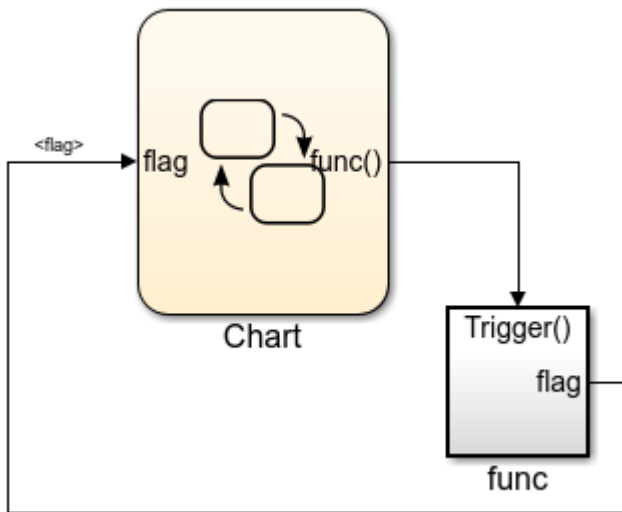 <flag>
flag
func()
Chart
Trigger()
flag
func